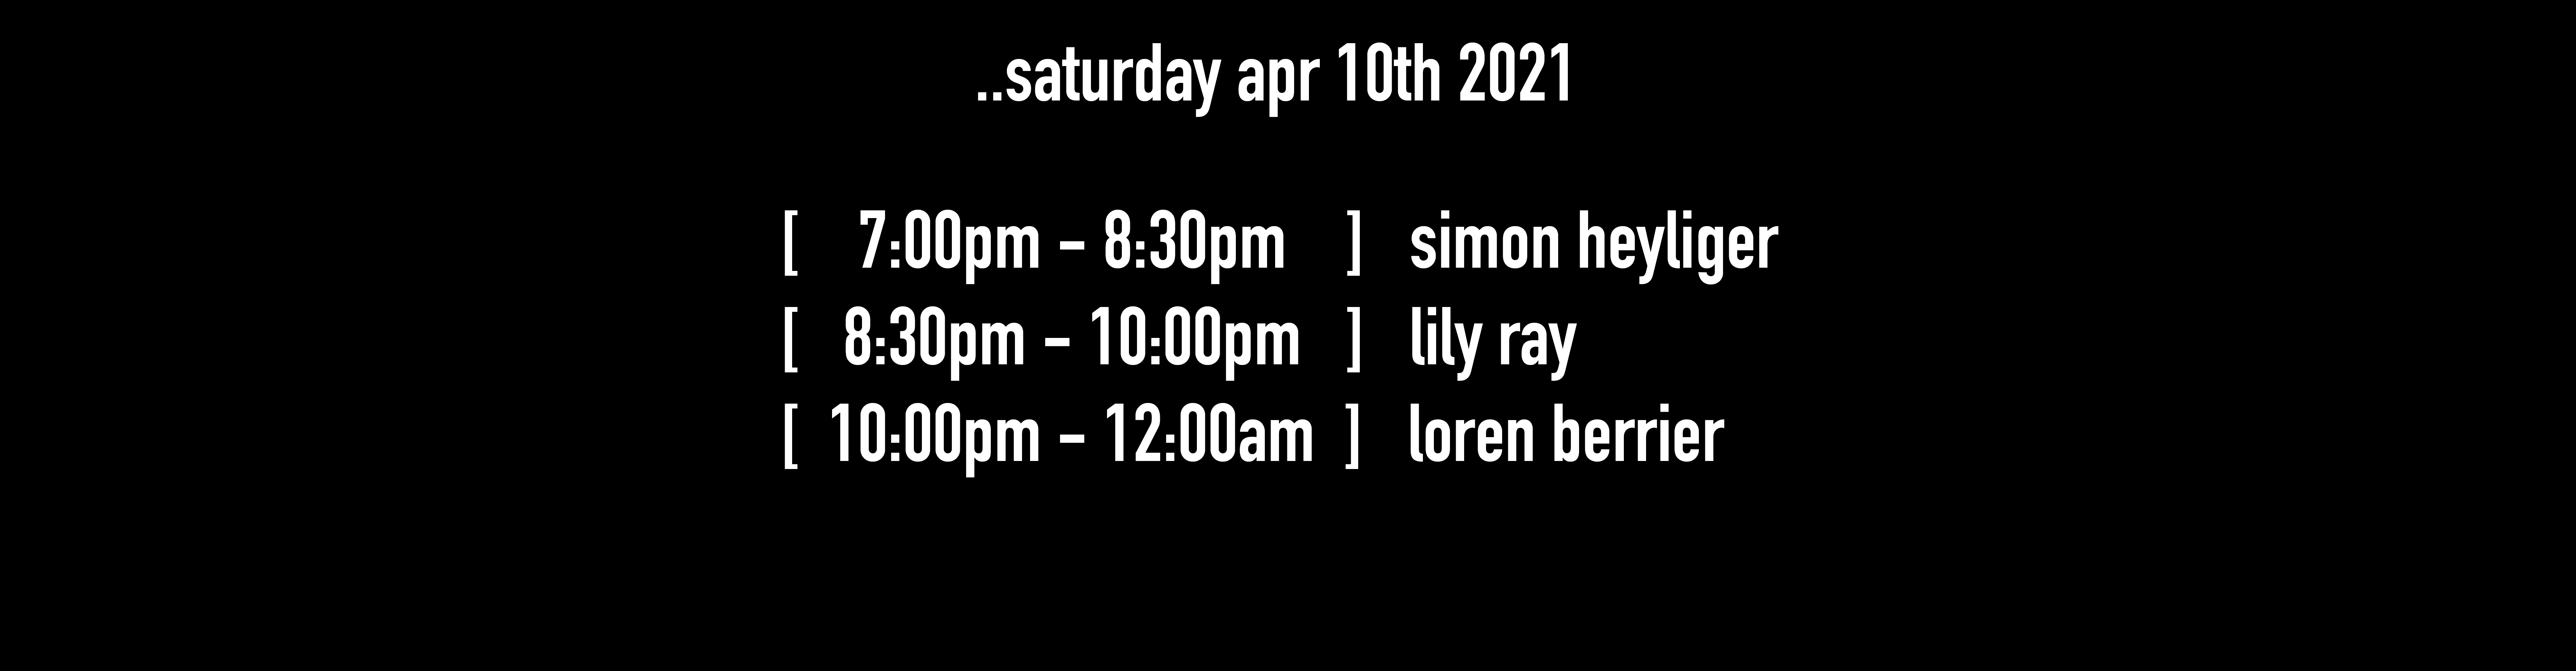 ..saturday apr 10th 2021
[ 7:00pm – 8:30pm ] simon heyliger
[ 8:30pm – 10:00pm ] lily ray
[ 10:00pm – 12:00am ] loren berrier